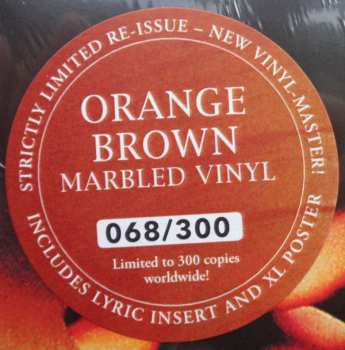 STRICTLY LIMITED RE-ISSUE – NEW VINYL-MASTER!
ORANGE
BROWN
MARBLED VINYL
068/300
Limited to 300 copies
worldwide!
INCLUDES LYRIC INSERT AND XL POSTER